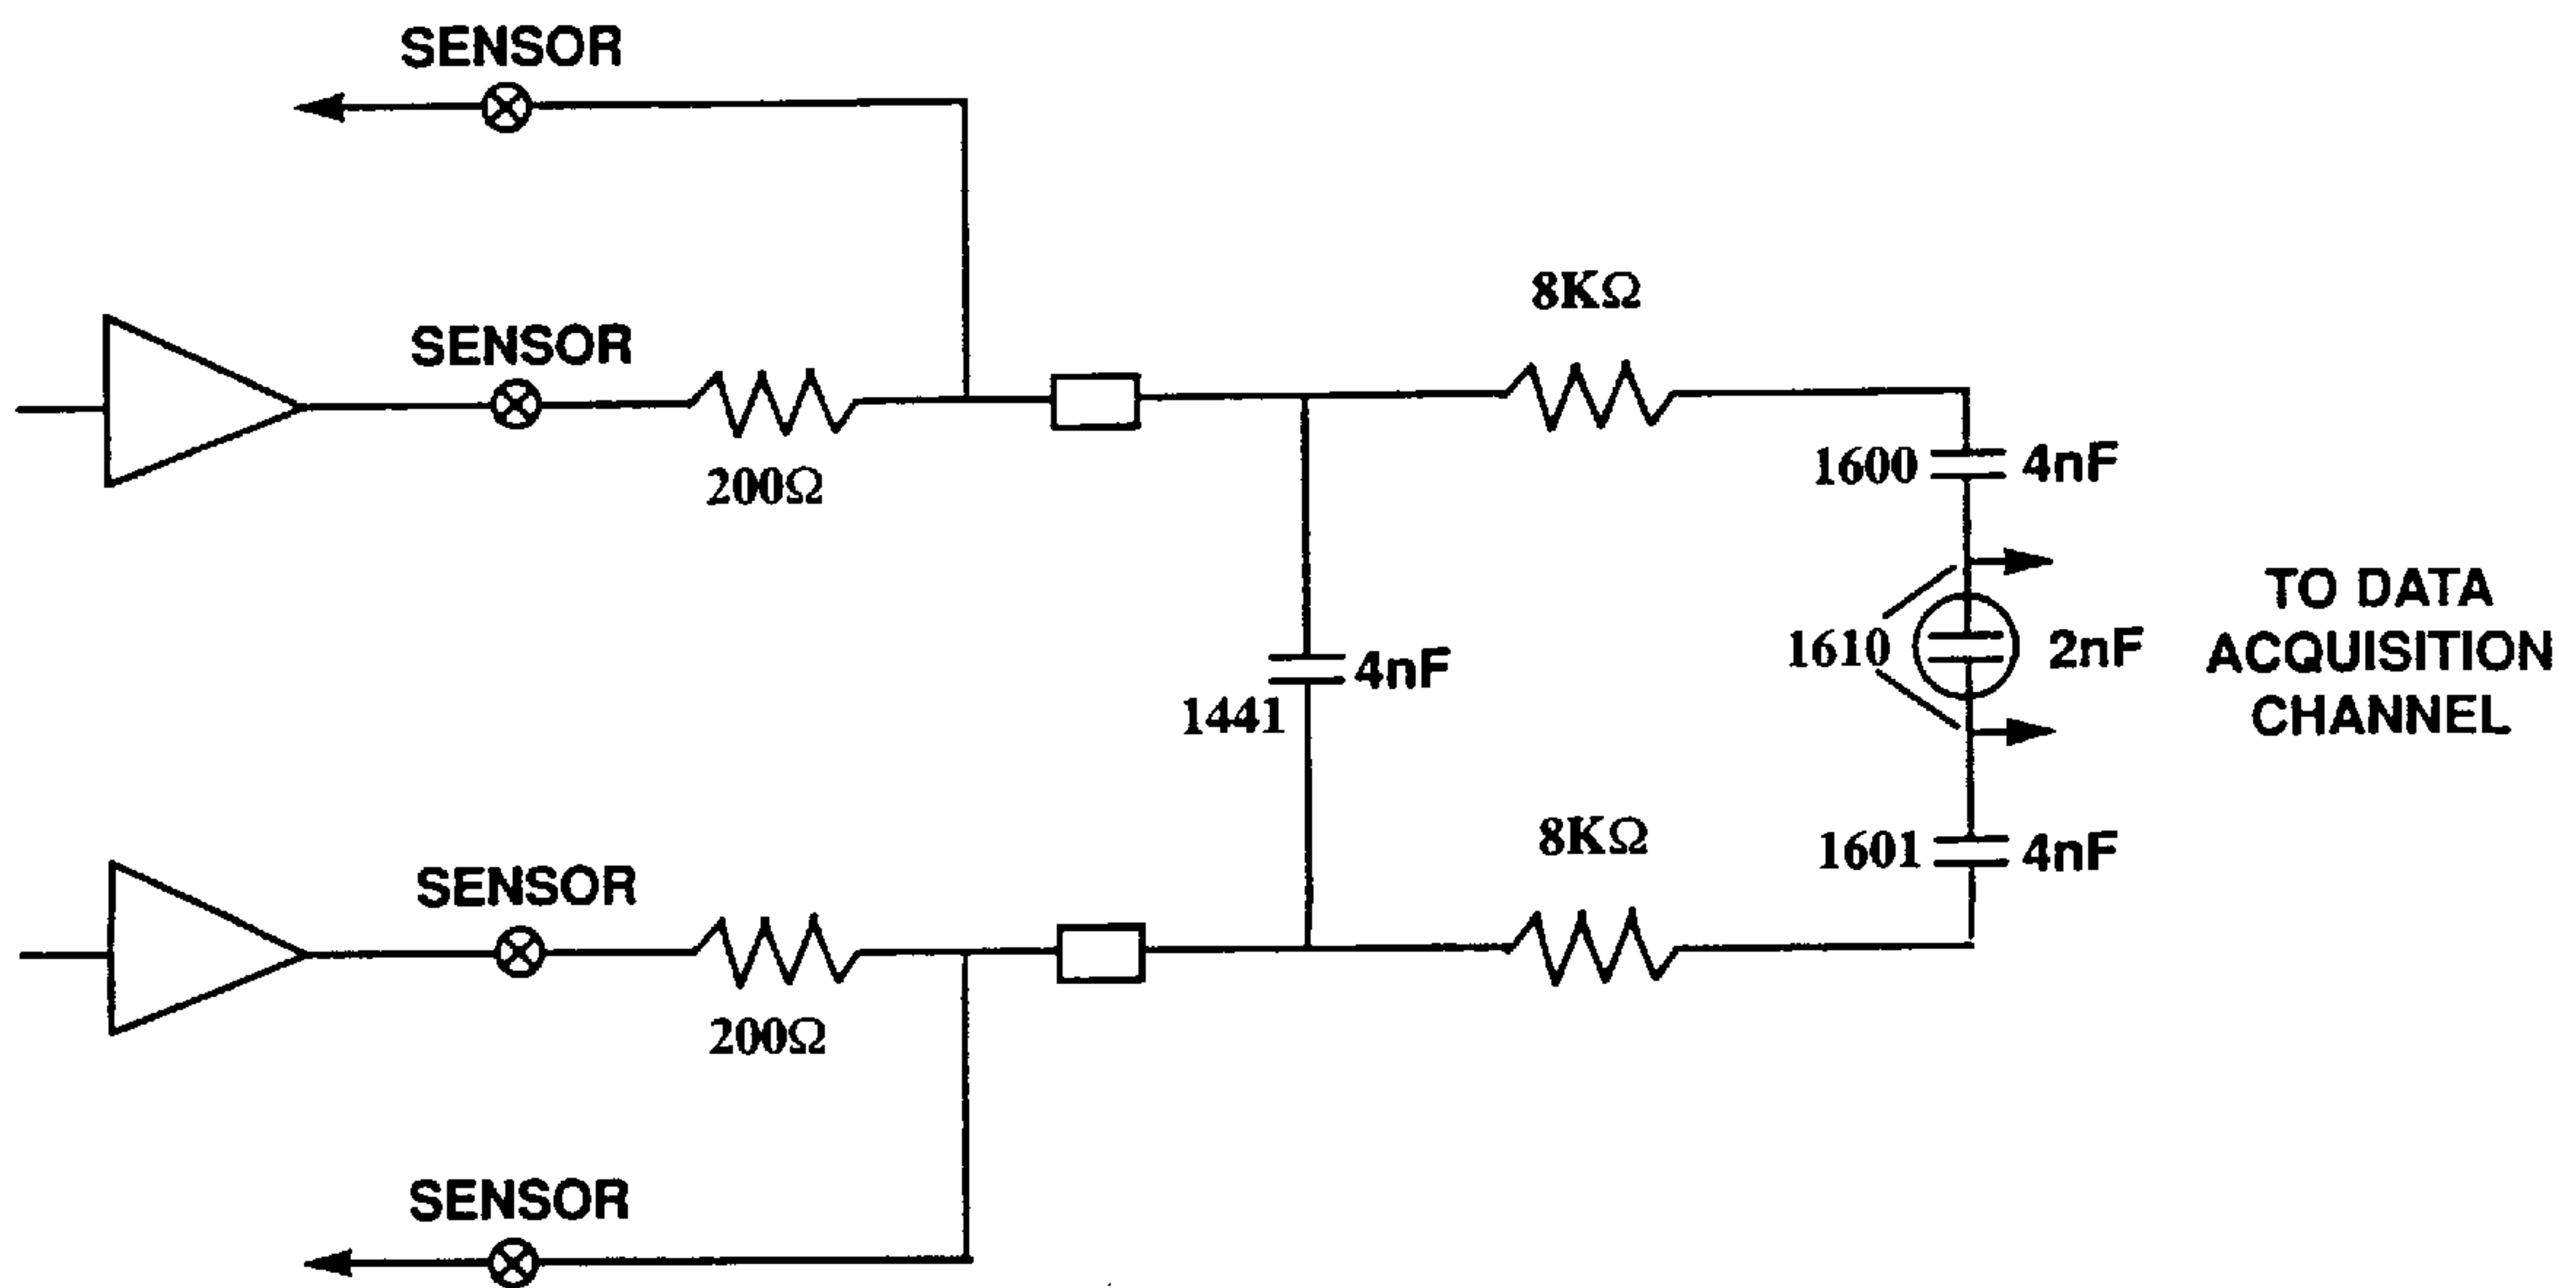 SENSOR
SENSOR
200Ω
8KΩ
1600
4nF
1610
2nF
TO DATA
ACQUISITION
CHANNEL
4nF
1441
8KΩ
1601
4nF
SENSOR
200Ω
SENSOR